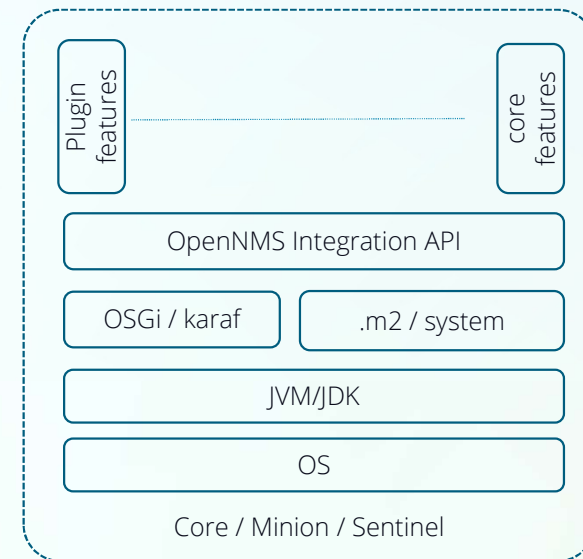 Plugin
features
core
features
OpenNMS Integration API
OSGi / karaf
.m2 / system
JVM/JDK
OS
Core / Minion / Sentinel